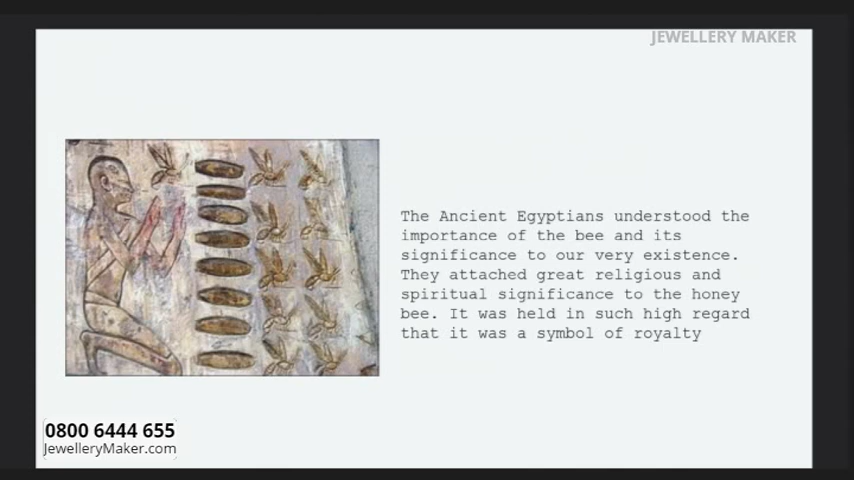 JEWELLERY MAKER
The Ancient Egyptians understood the
importance of the bee and its
significance to our very existence.
They attached great religious and
spiritual significance to the honey
bee. It was held in such high regard
that it was a symbol of royalty
0800 6444 655
JewelleryMaker.com